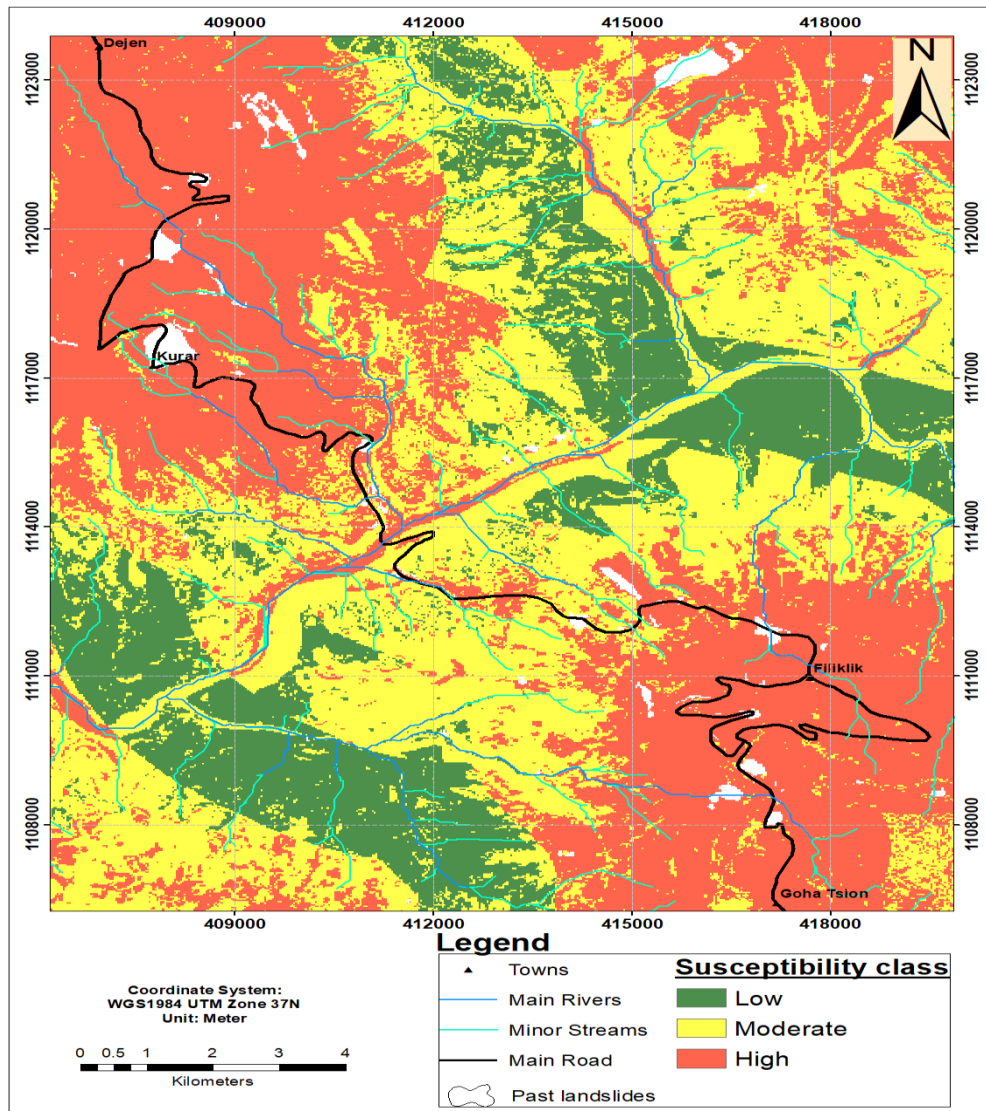 409000 412000 415000 418000
Dejen
N
1123000 1123000
1120000 1120000
Kurar
1117000 1117000
1114000 1114000
Filiklik
1110000 1110000
1108000 1108000
Goha Tsion
409000 412000 415000 418000
Legend
Towns
Main Rivers
Minor Streams
Main Road
Past landslides
Susceptibility class
Low
Moderate
High
Coordinate System:
WGS1984 UTM Zone 37N
Unit: Meter
0 0.5 1 2 3 4
Kilometers